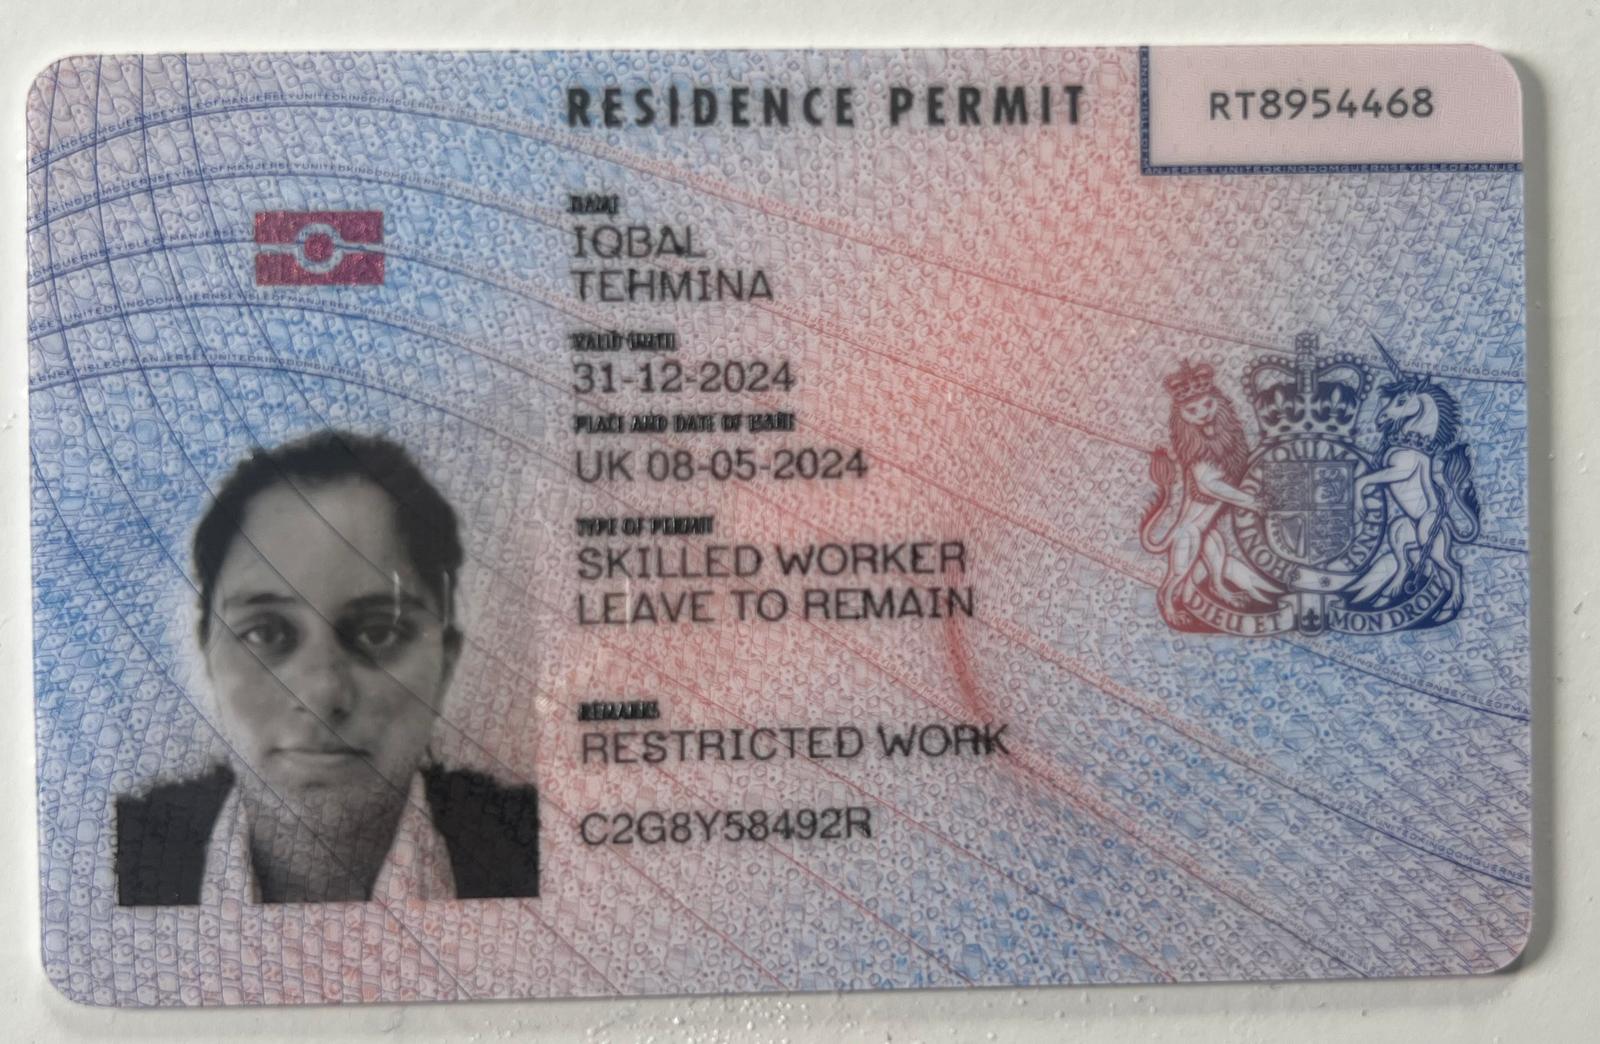 RESIDENCE PERMIT
RT8954468
NAME
IQBAL
TEHMINA
VALID UNTIL
31-12-2024
PLACE AND DATE OF ISSUE
UK 08-05-2024
TYPE OF PERMIT
SKILLED WORKER
LEAVE TO REMAIN
REMARKS
RESTRICTED WORK
C2G8Y58492R
DIEU ET MON DROIT